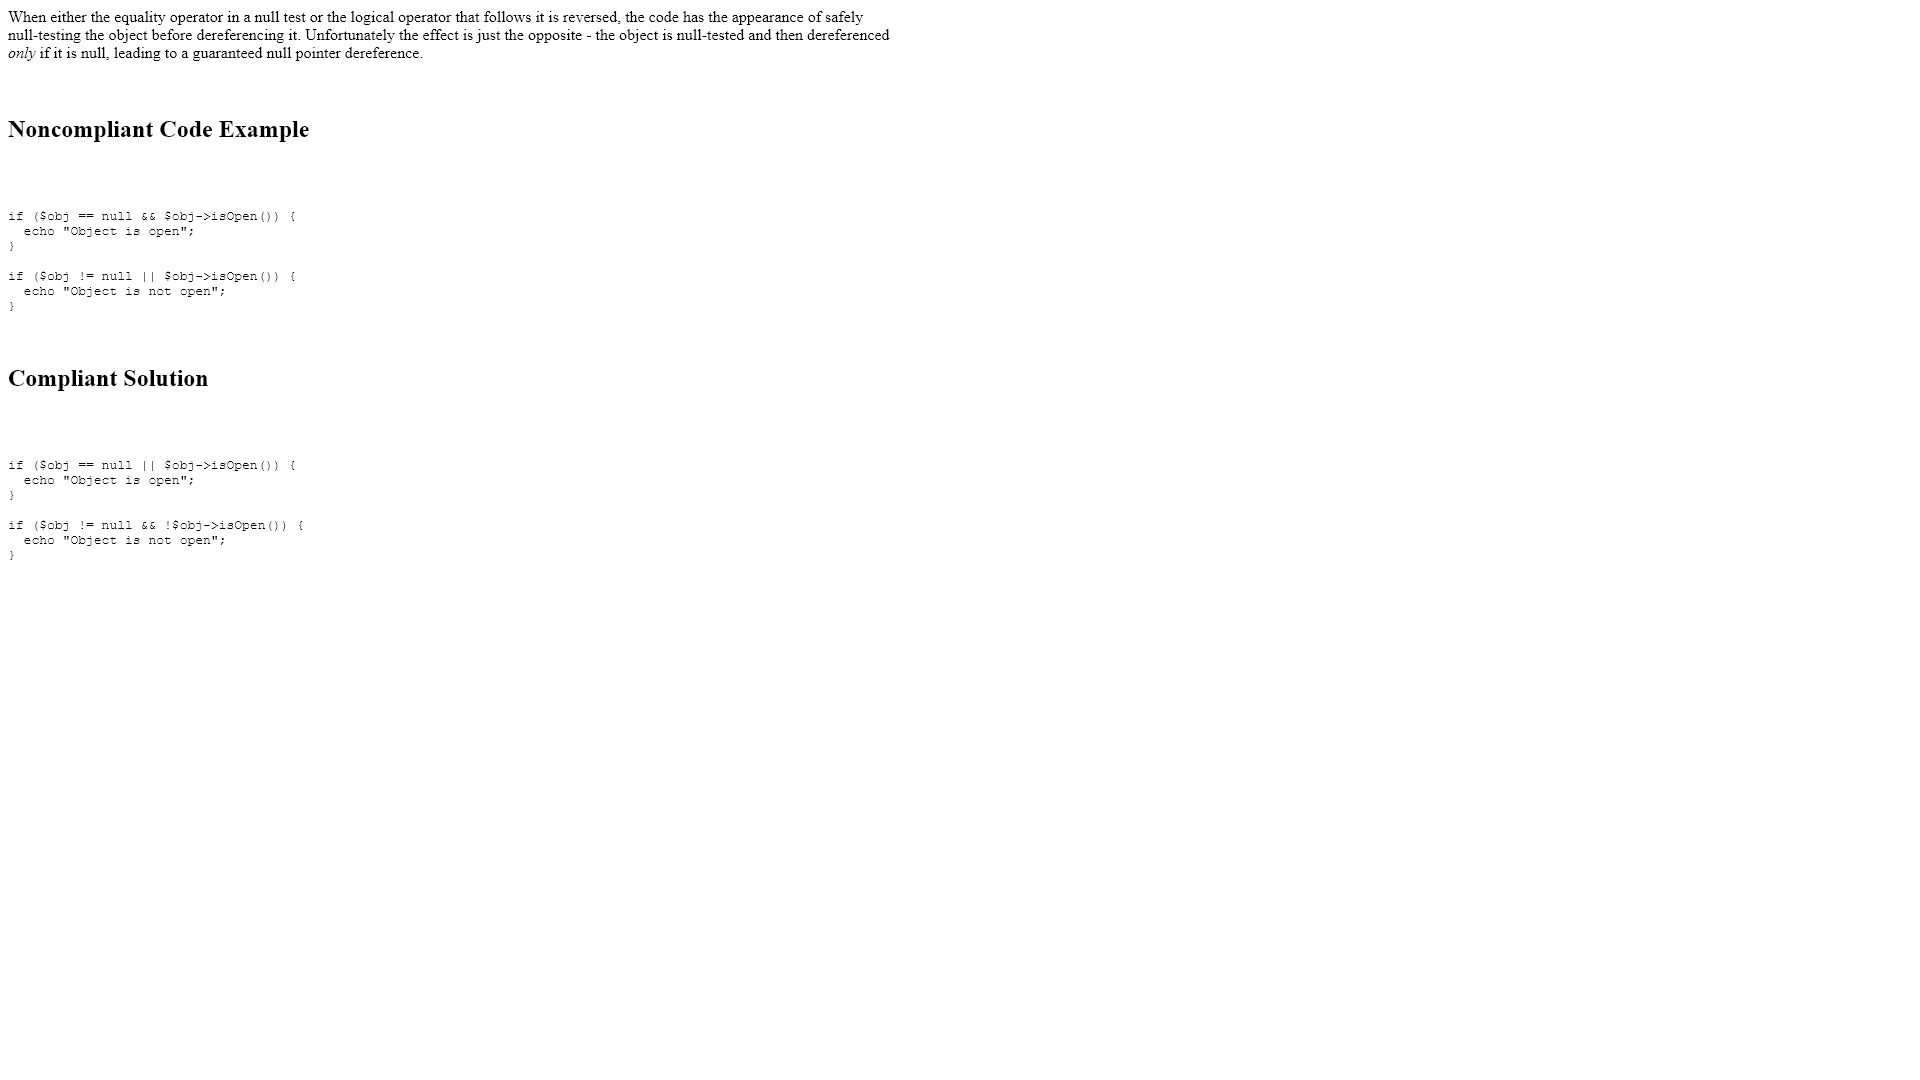 When either the equality operator in a null test or the logical operator that follows it is reversed, the code has the appearance of safely
null-testing the object before dereferencing it. Unfortunately the effect is just the opposite - the object is null-tested and then dereferenced
only if it is null, leading to a guaranteed null pointer dereference.
Noncompliant Code Example
if ($obj == null && $obj->isOpen()) {
  echo "Object is open";
}
if ($obj != null || $obj->isOpen()) {
  echo "Object is not open";
}
Compliant Solution
if ($obj == null || $obj->isOpen()) {
  echo "Object is open";
}
if ($obj != null && !$obj->isOpen()) {
  echo "Object is not open";
}